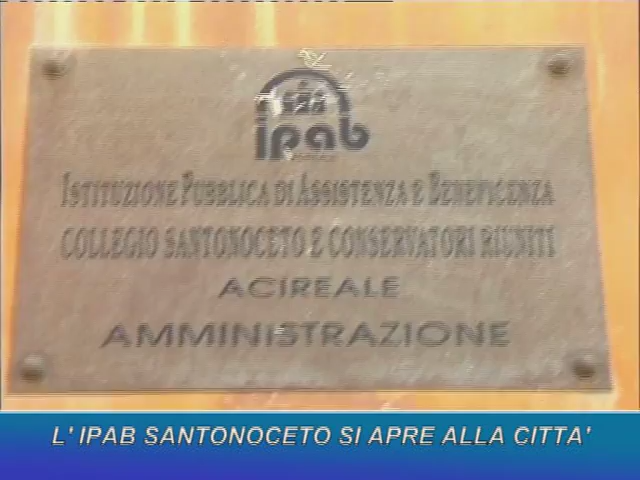 ipab
ISTITUZIONE PUBBLICA DI ASSISTENZA E BENEFICENZA
COLLEGIO SANTONOCETO E CONSERVATORI RIUNITI
ACIREALE
AMMINISTRAZIONE
L' IPAB SANTONOCETO SI APRE ALLA CITTA'